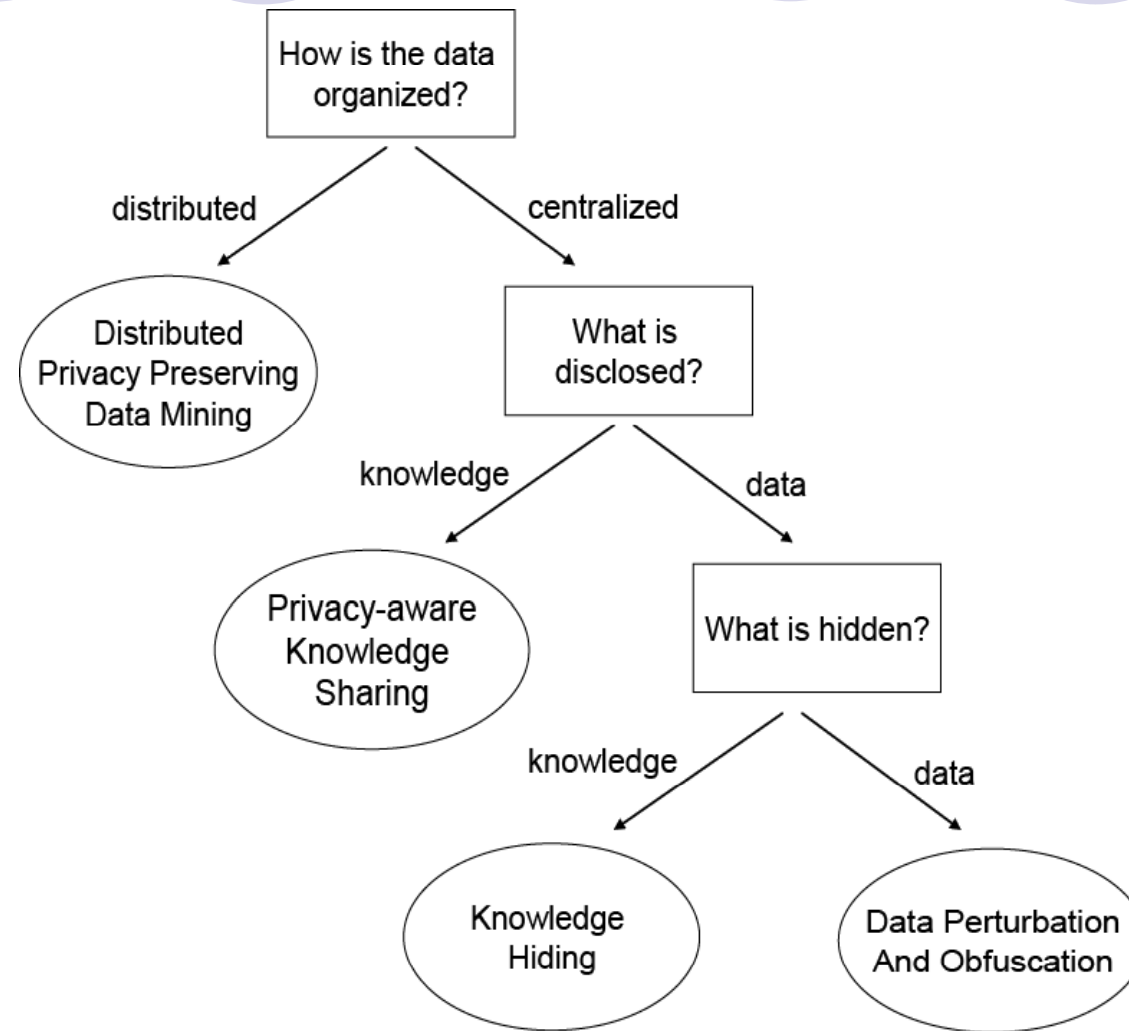 How is the data
organized?
distributed
centralized
Distributed
Privacy Preserving
Data Mining
What is
disclosed?
knowledge
data
Privacy-aware
Knowledge
Sharing
What is hidden?
knowledge
data
Knowledge
Hiding
Data Perturbation
And Obfuscation